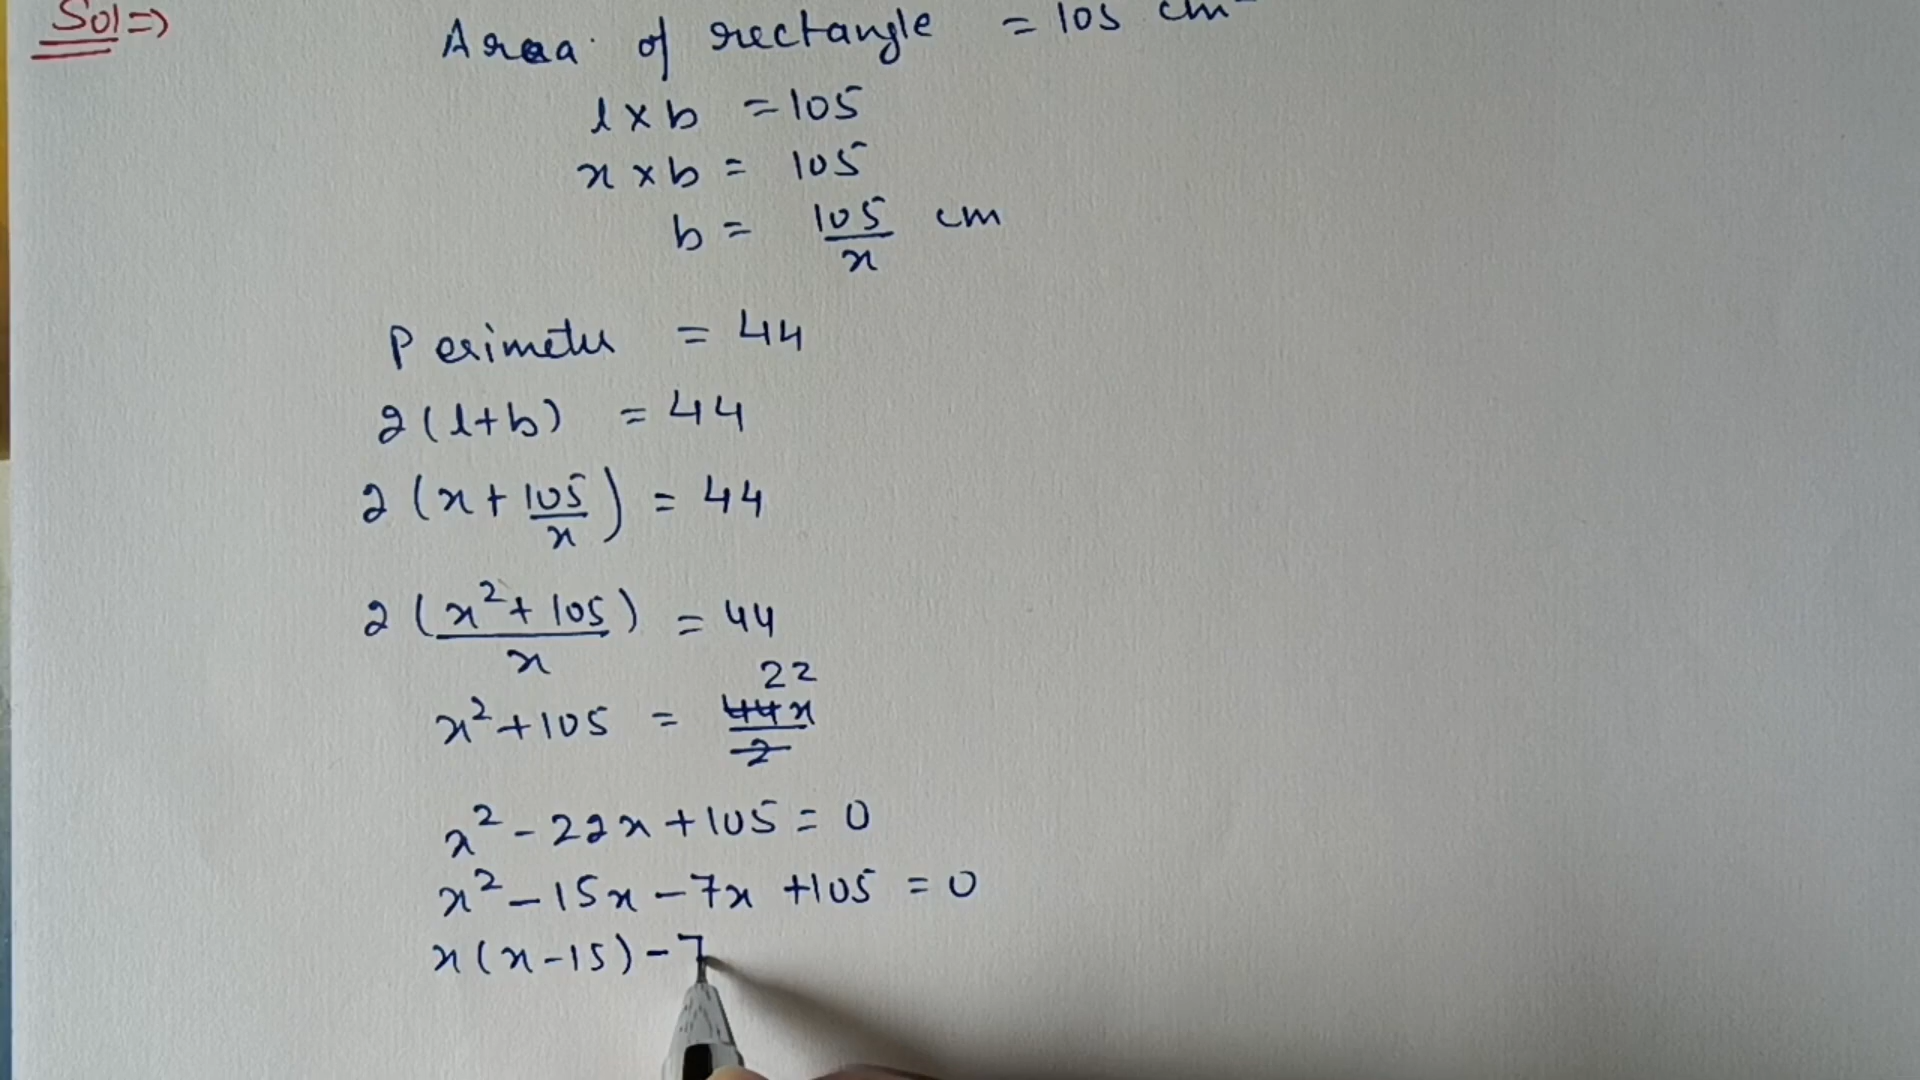 Sol ⇒
Area of rectangle = 105 cm
l × b = 105
x × b = 105
b = 105/x cm
Perimeter = 44
2(l+b) = 44
2(x + 105/x) = 44
2(x²+105)/x = 44
22
x²+105 = 44x/2
x² - 22x + 105 = 0
x² - 15x - 7x + 105 = 0
x(x-15) - 7